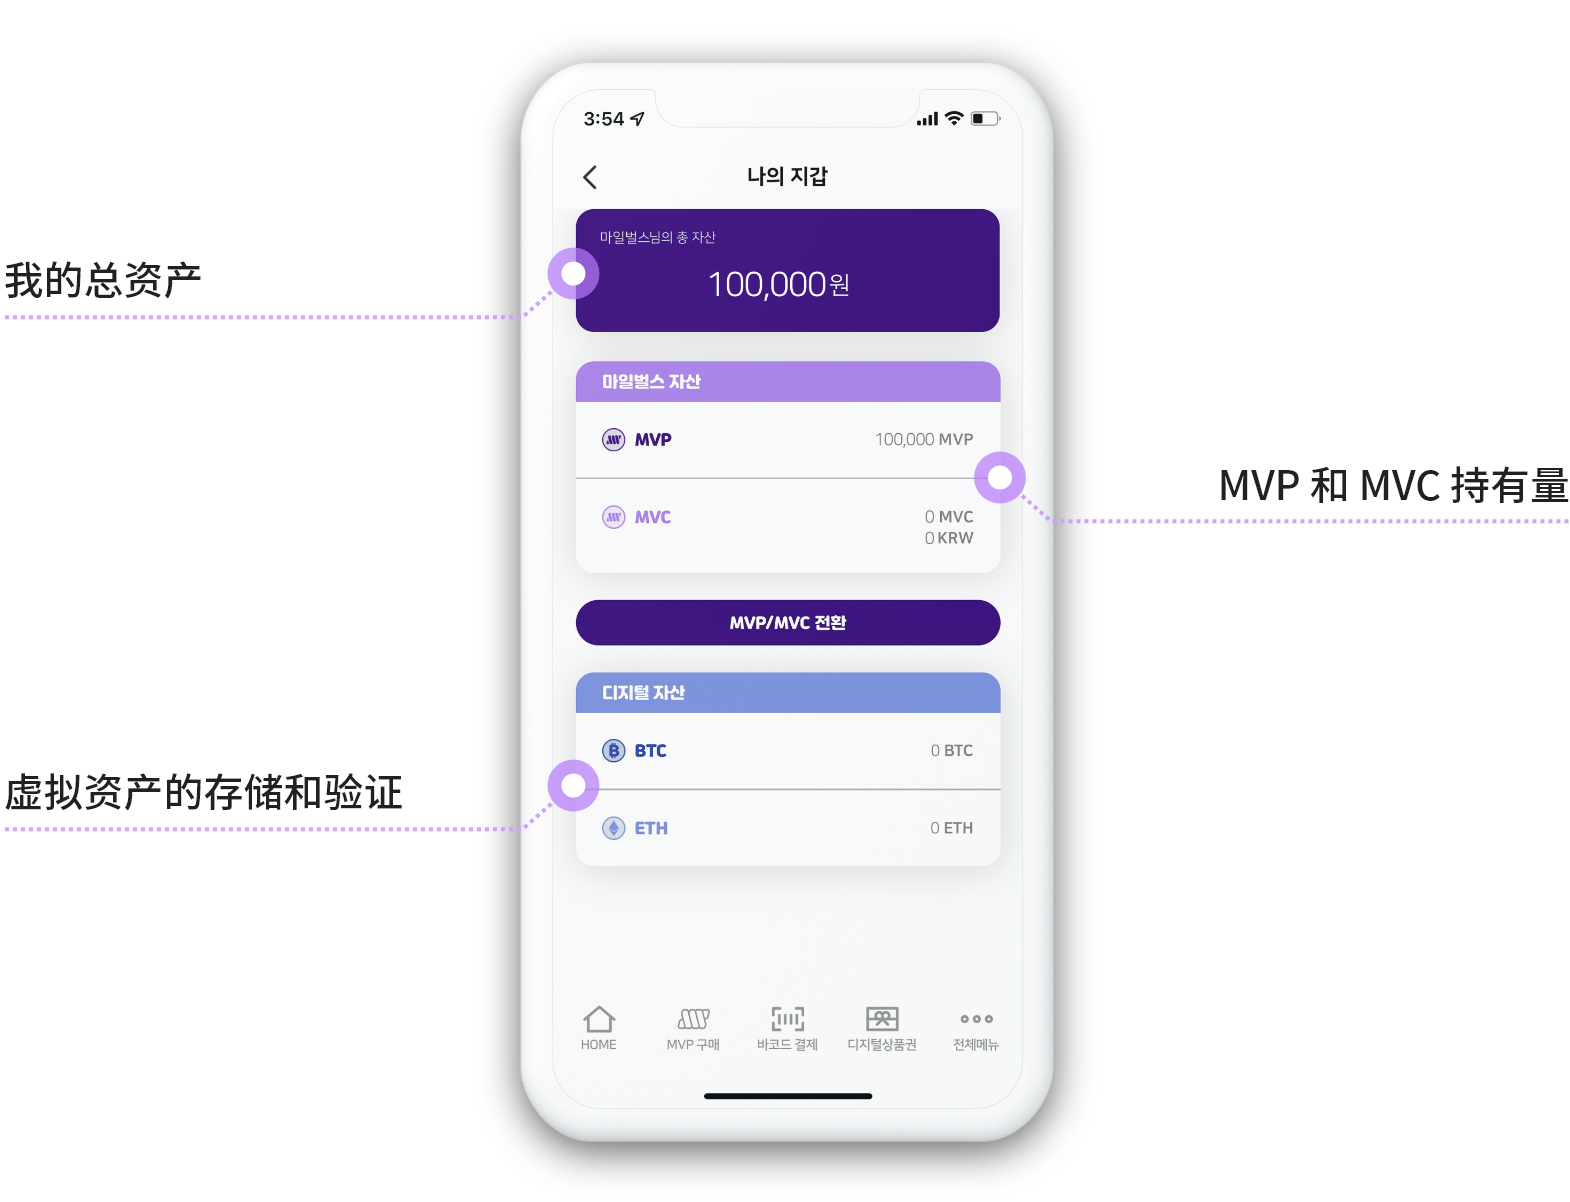 3:54
나의 지갑
마일벌스님의 총 자산
100,000원
我的总资产
마일벌스 자산
MVP
100,000 MVP
MVP 和 MVC 持有量
MVC
0 MVC
0 KRW
MVP/MVC 전환
디지털 자산
BTC
0 BTC
虚拟资产的存储和验证
ETH
0 ETH
HOME
MVP 구매
바코드 결제
디지털상품권
전체메뉴